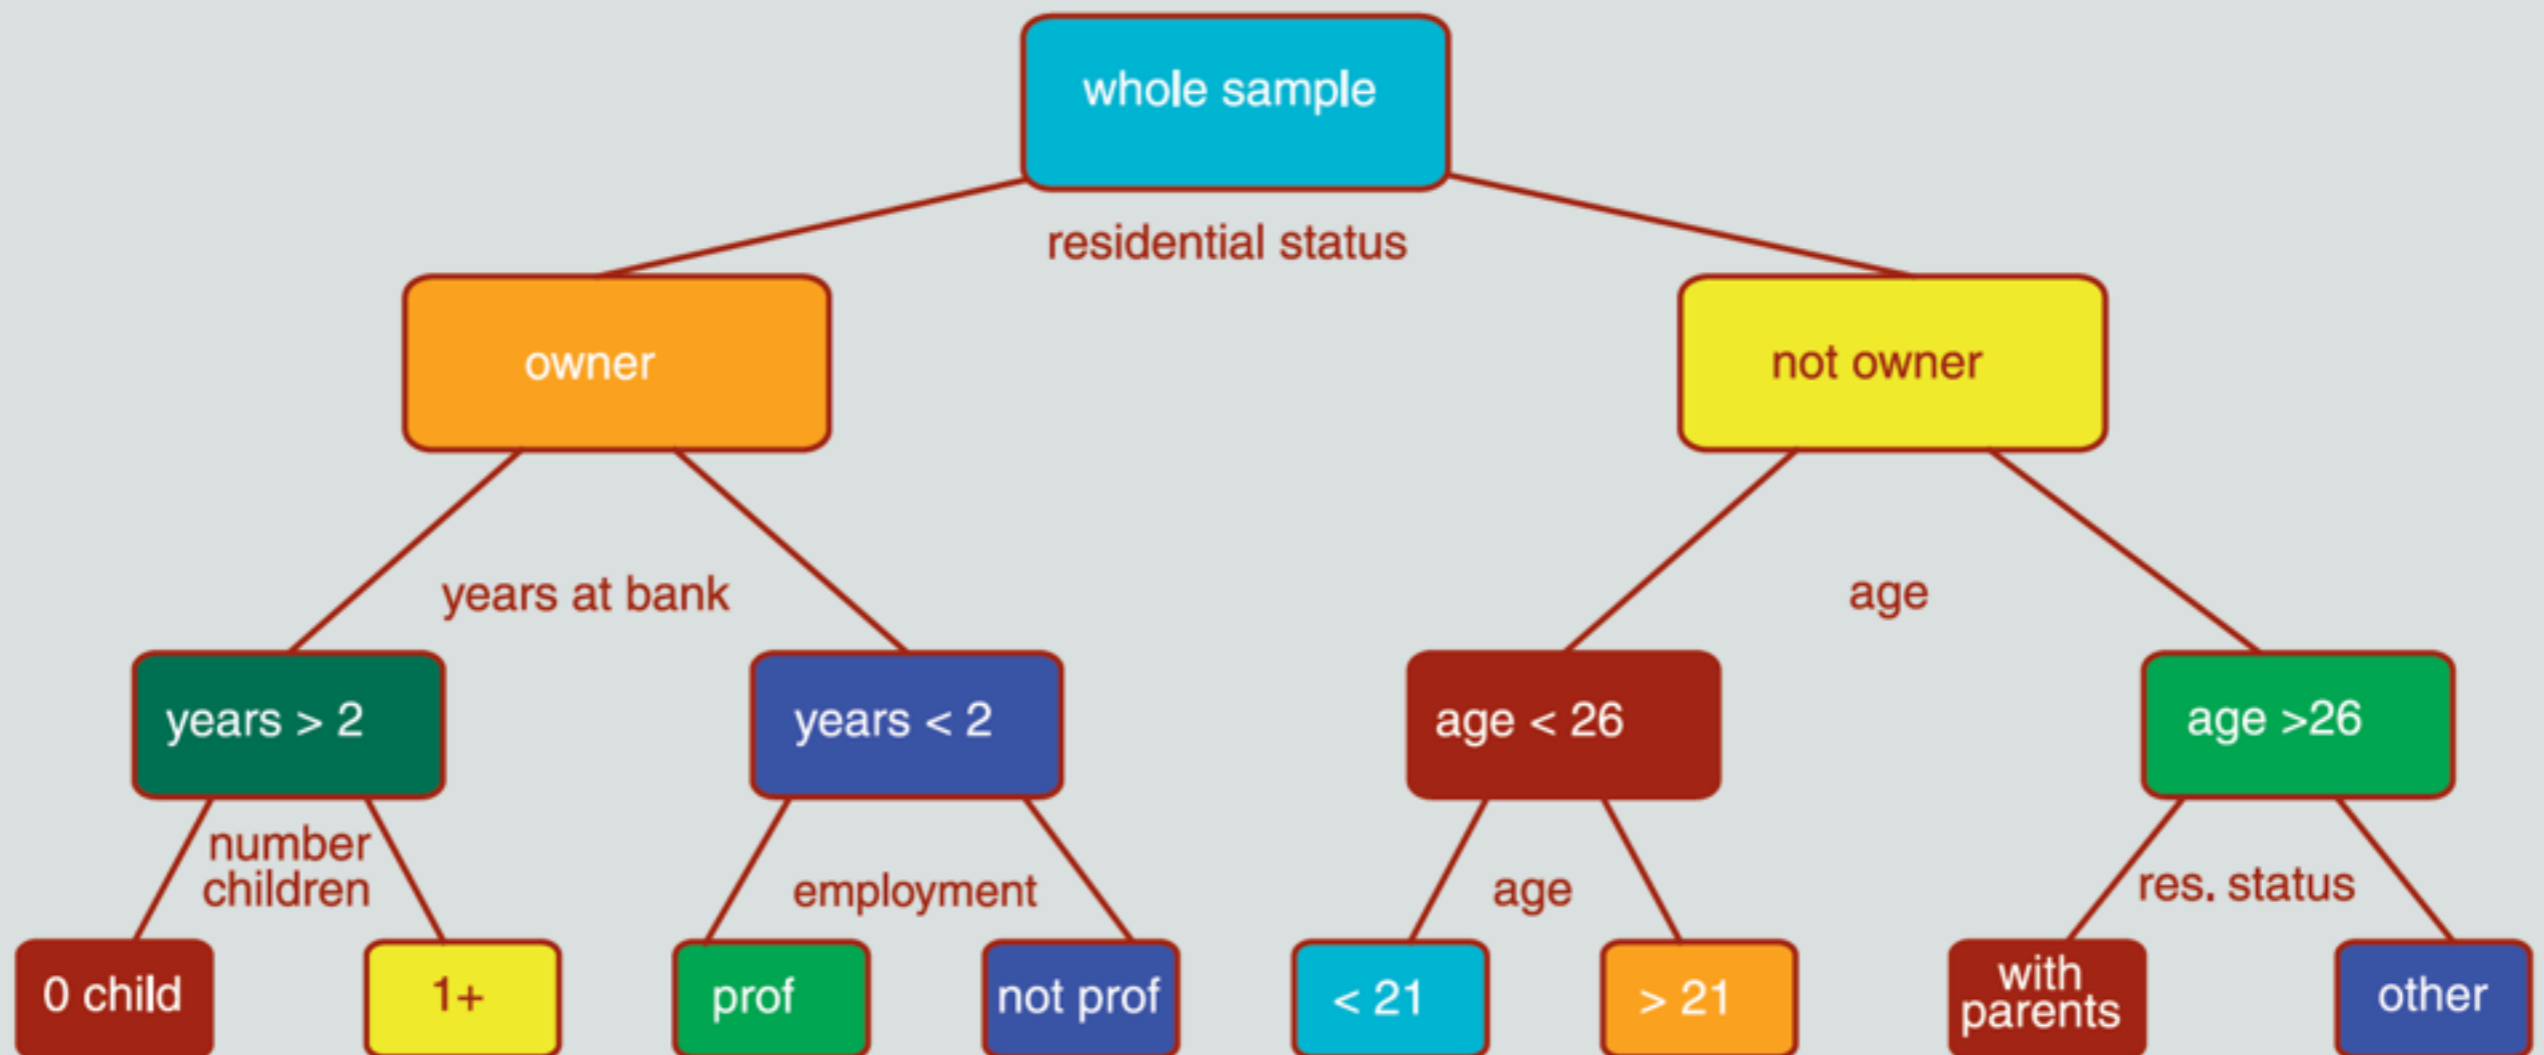 whole sample
residential status
owner
not owner
years at bank
age
years > 2
years < 2
age < 26
age >26
number
children
employment
age
res. status
0 child
1+
prof
not prof
< 21
> 21
with
parents
other